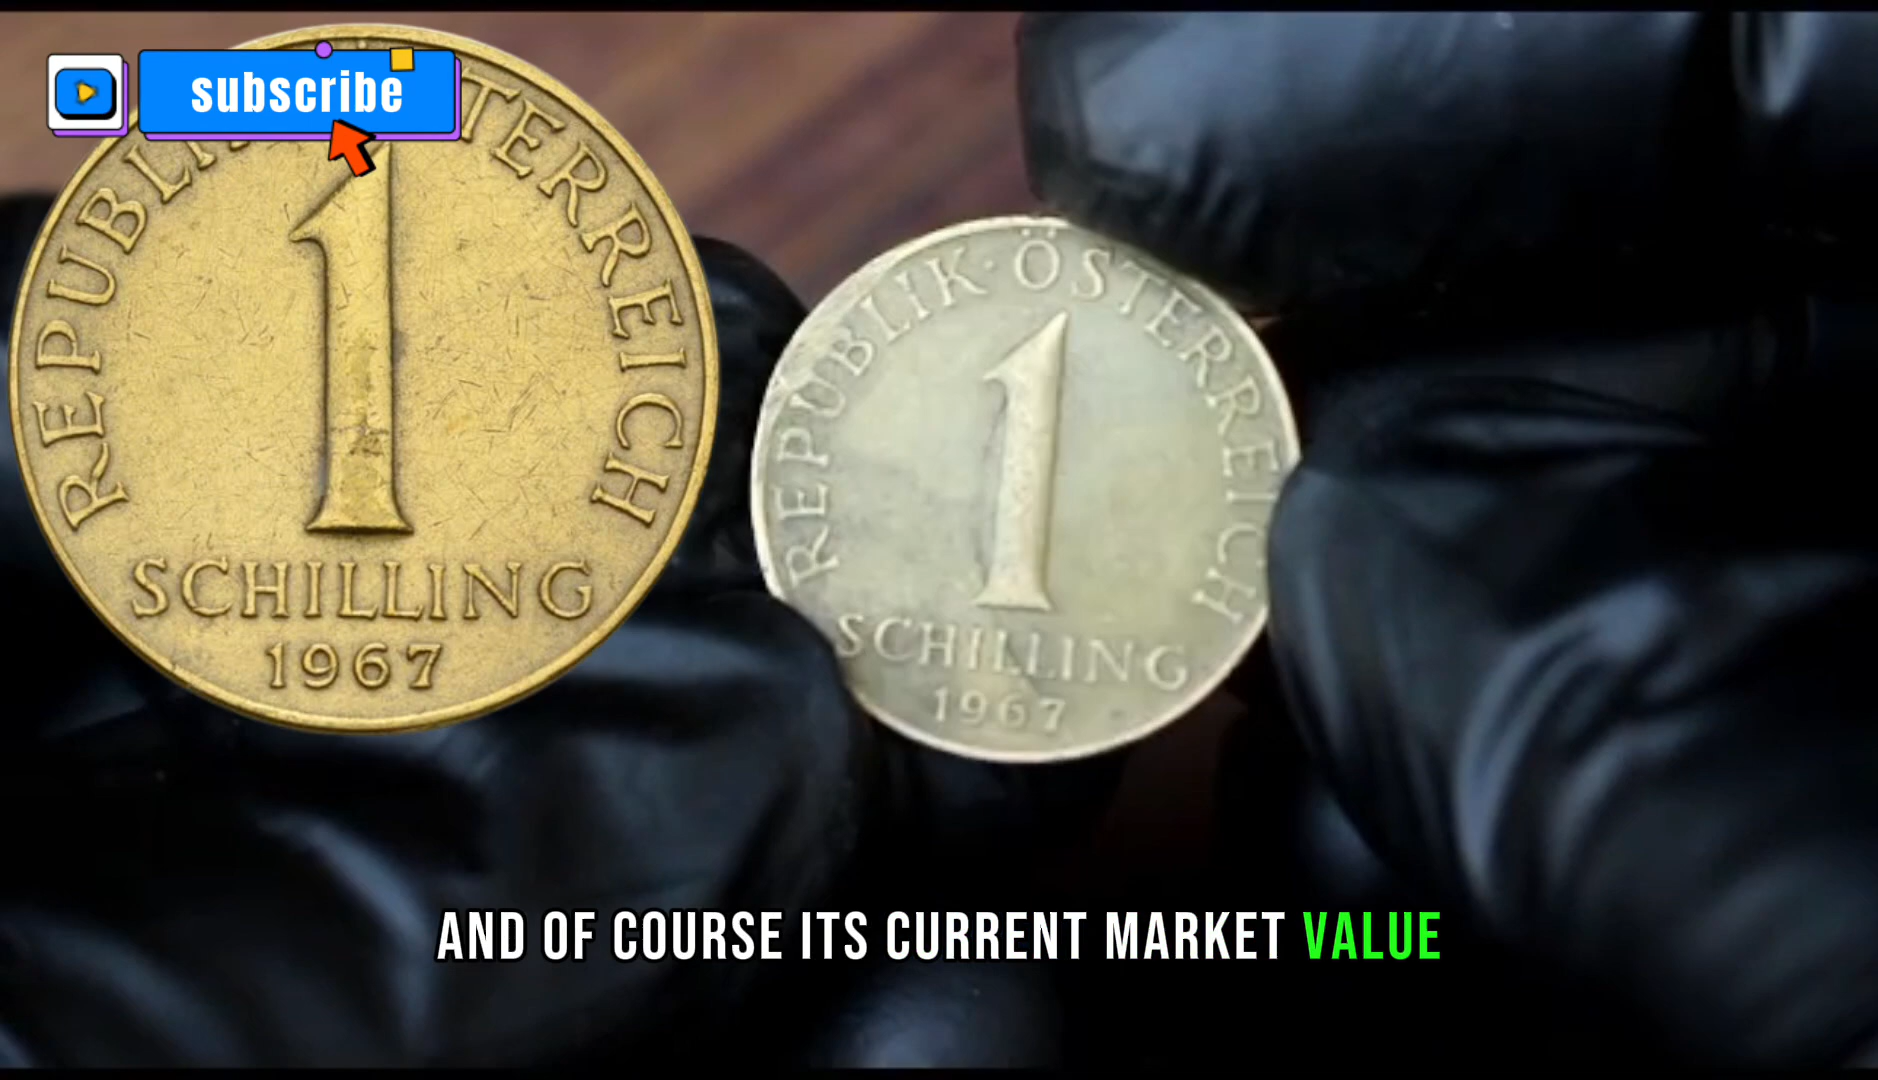 subscribe
REPUBLIK ÖSTERREICH
1
SCHILLING
1967
REPUBLIK · ÖSTERREICH
1
SCHILLING
1967
AND OF COURSE ITS CURRENT MARKET VALUE